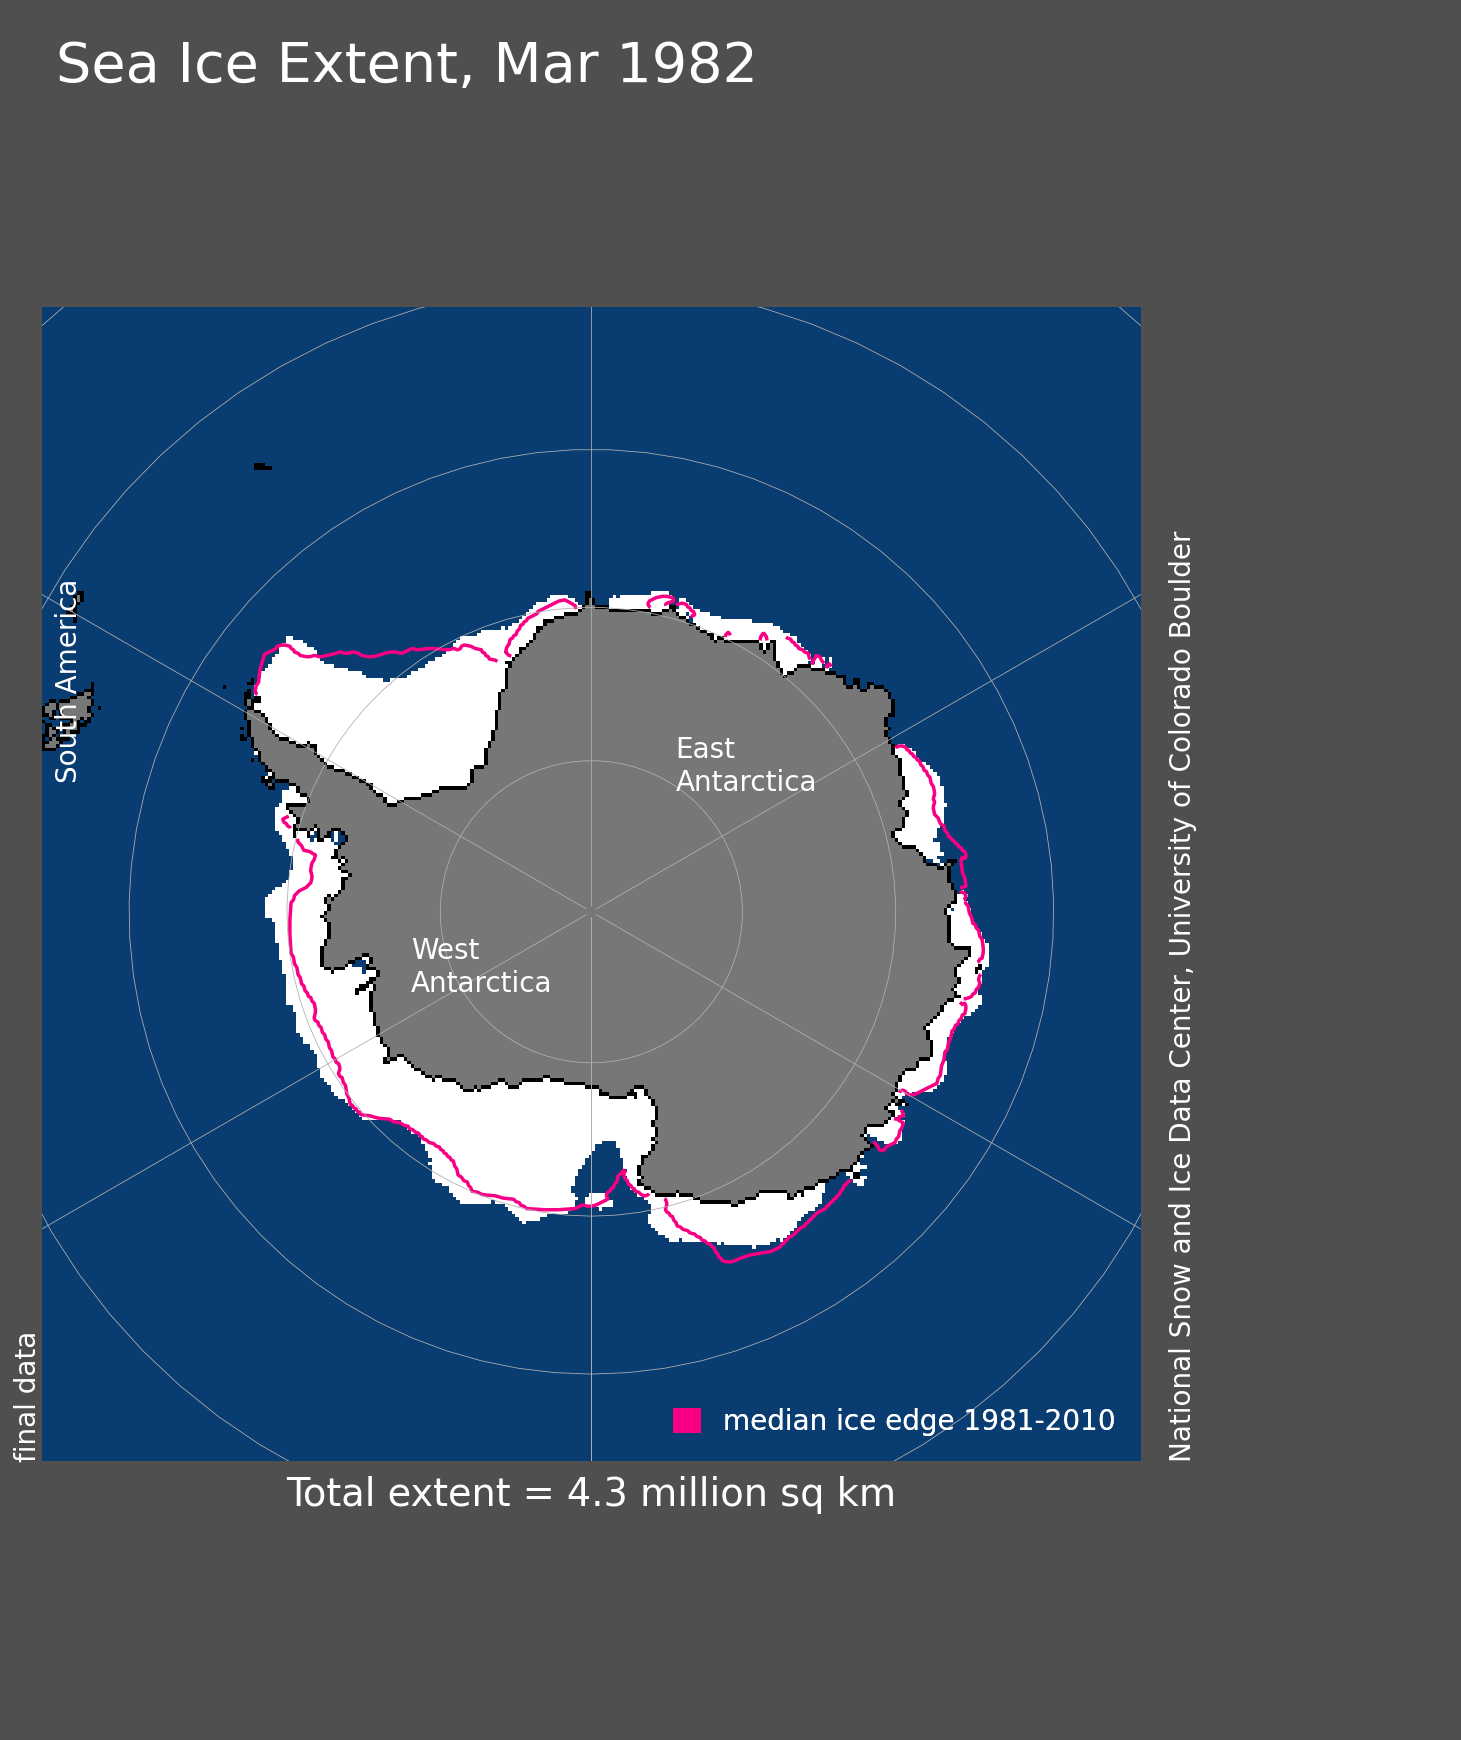 Sea Ice Extent, Mar 1982
South America
East
Antarctica
West
Antarctica
National Snow and Ice Data Center, University of Colorado Boulder
final data
median ice edge 1981-2010
Total extent = 4.3 million sq km